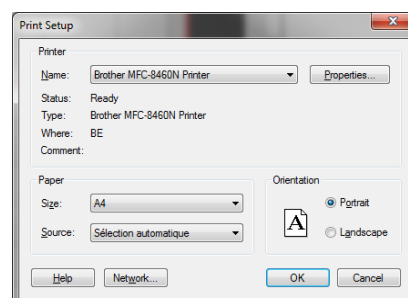 Print Setup
Printer
Name: Brother MFC-8460N Printer Properties...
Status: Ready
Type: Brother MFC-8460N Printer
Where: BE
Comment:
Paper Orientation
Size: A4 Portrait
A
Source: Sélection automatique Landscape
Help Network... OK Cancel